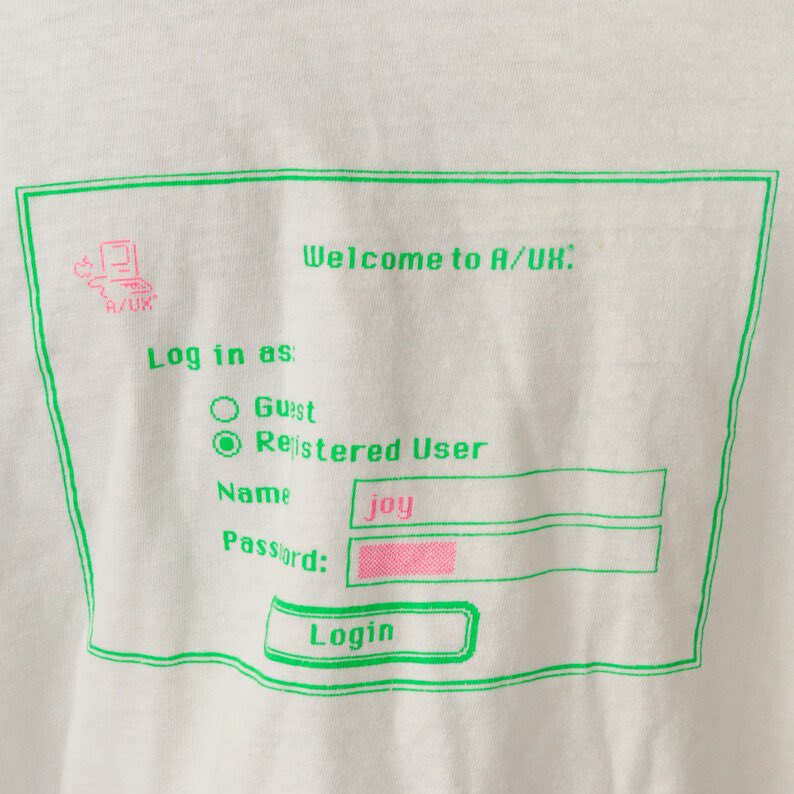 Welcome to A/UX®.
A/UX®
Log in as:
Guest
Registered User
Name
joy
Password:
Login